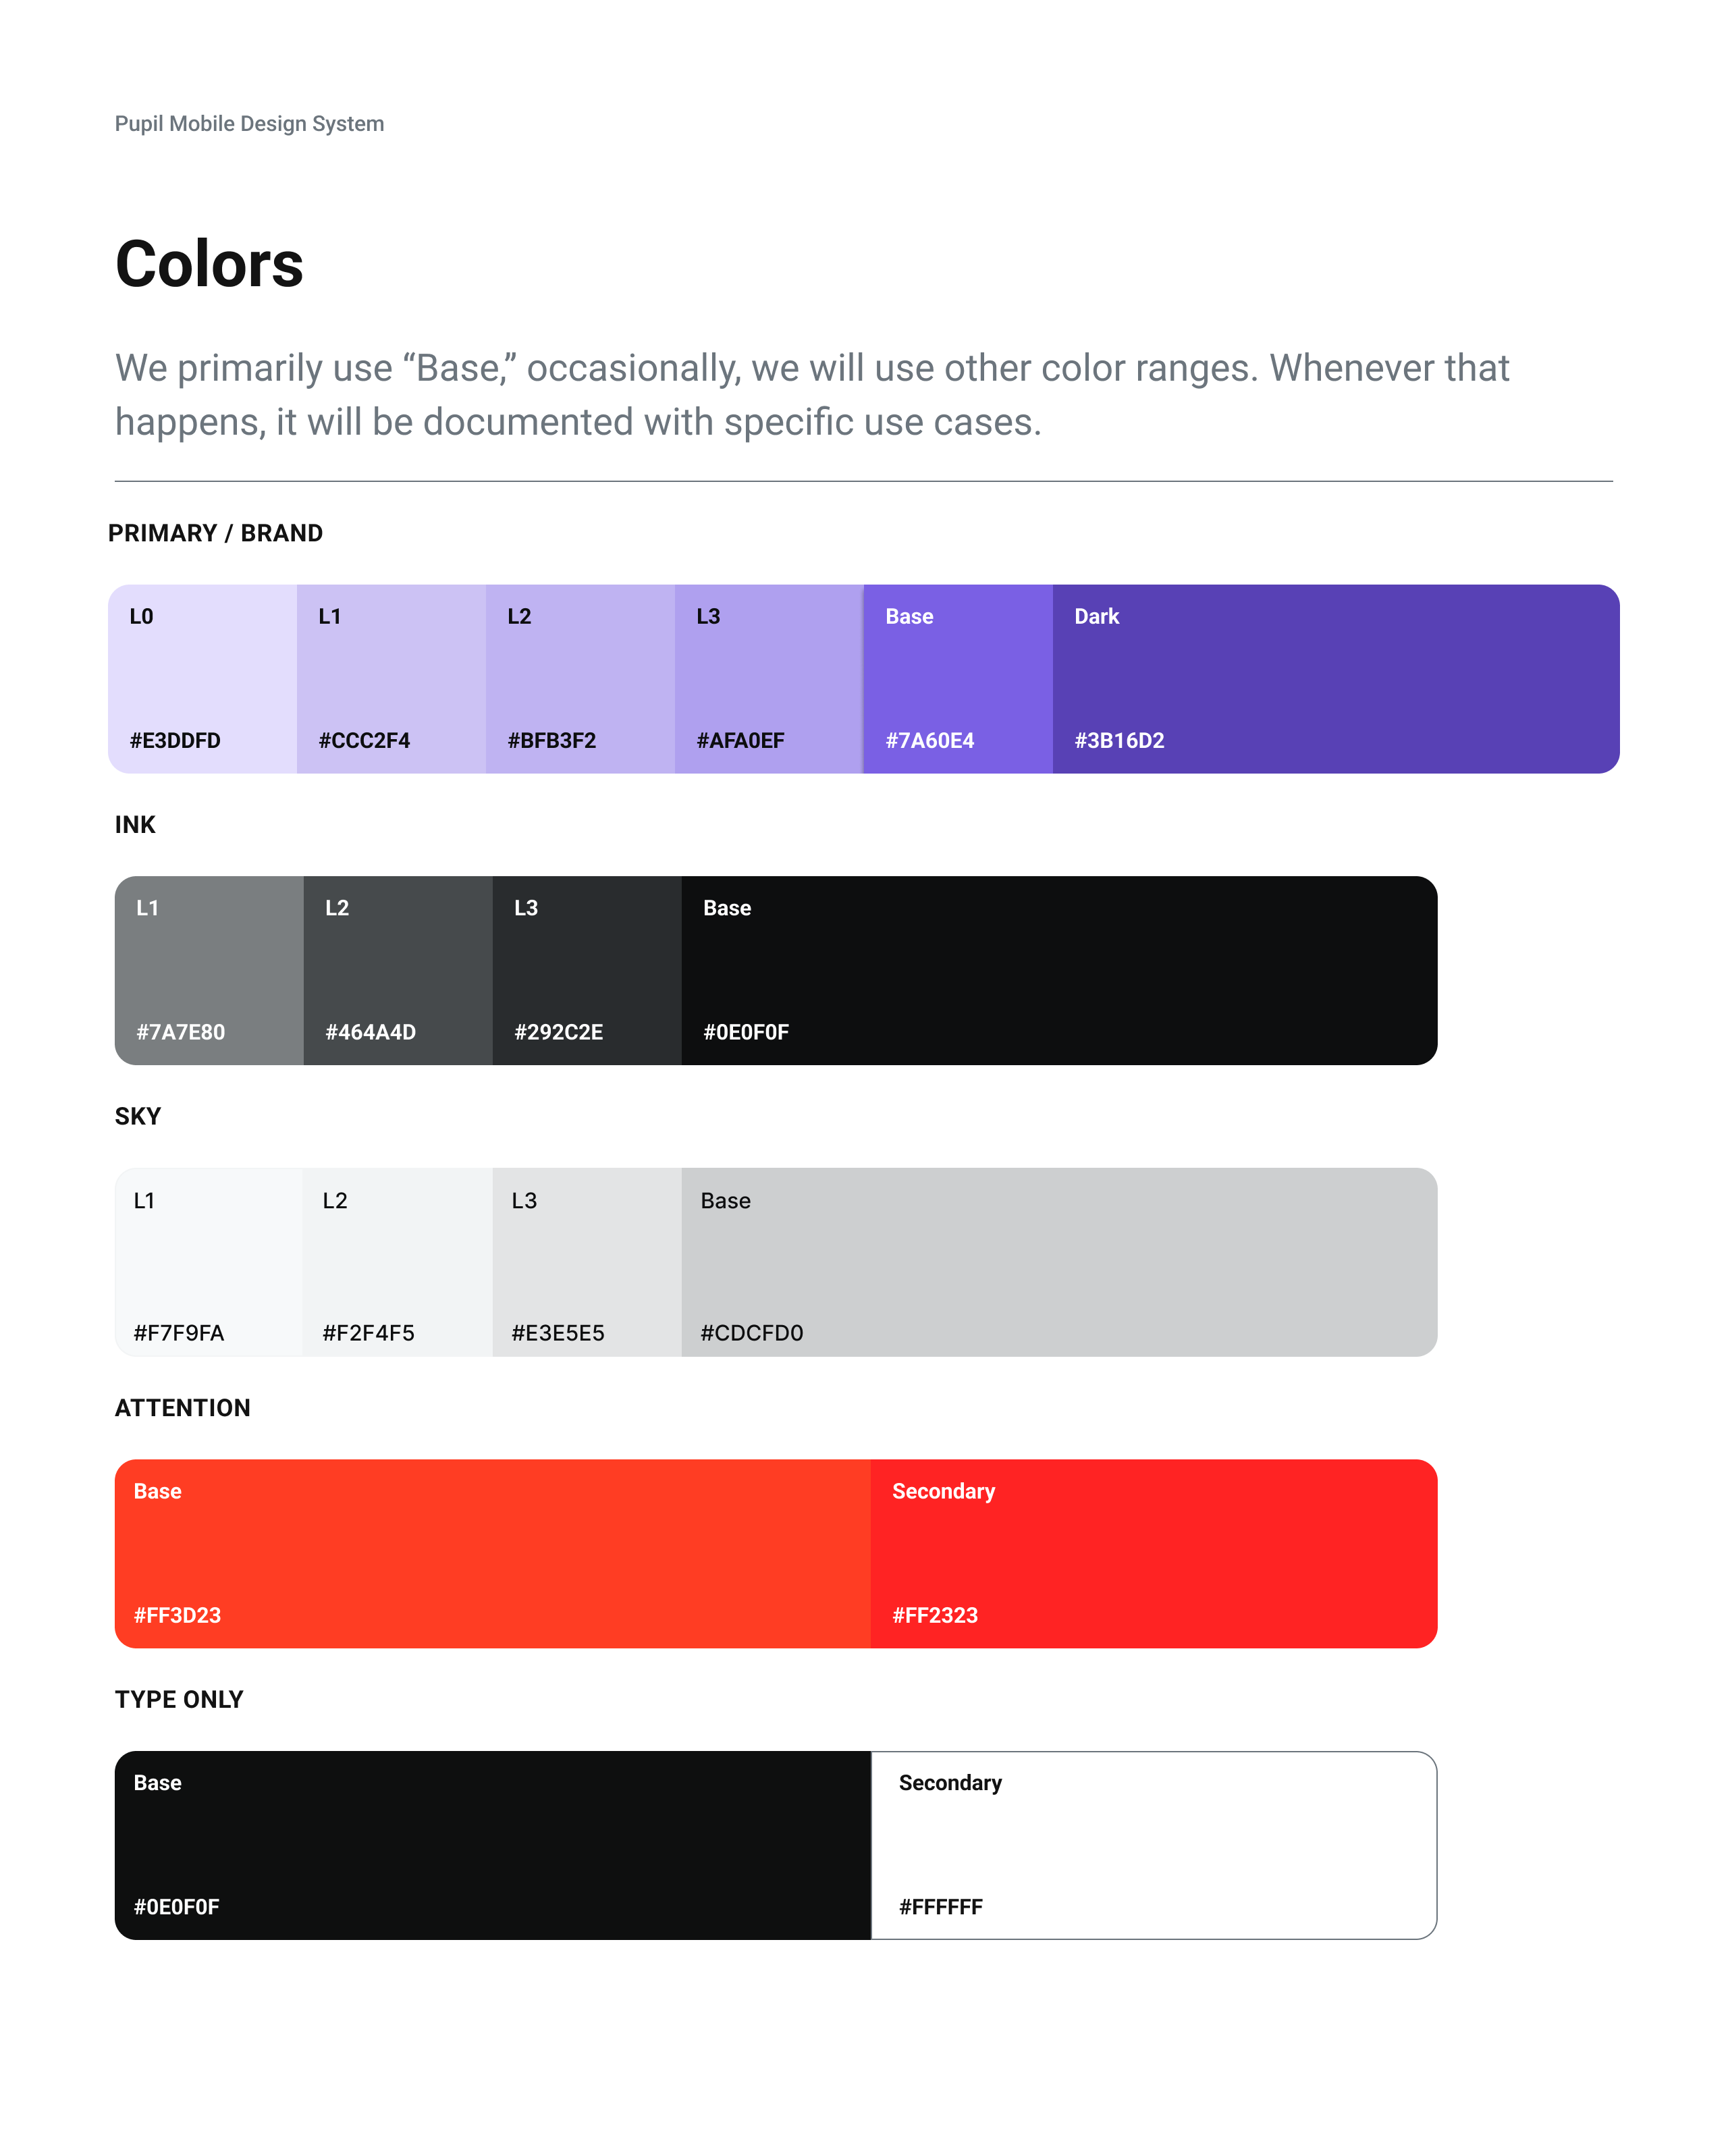 Pupil Mobile Design System
Colors
We primarily use “Base,” occasionally, we will use other color ranges. Whenever that
happens, it will be documented with specific use cases.
PRIMARY / BRAND
L0 L1 L2 L3 Base Dark
#E3DDFD #CCC2F4 #BFB3F2 #AFA0EF #7A60E4 #3B16D2
INK
L1 L2 L3 Base
#7A7E80 #464A4D #292C2E #0E0F0F
SKY
L1 L2 L3 Base
#F7F9FA #F2F4F5 #E3E5E5 #CDCFD0
ATTENTION
Base Secondary
#FF3D23 #FF2323
TYPE ONLY
Base Secondary
#0E0F0F #FFFFFF